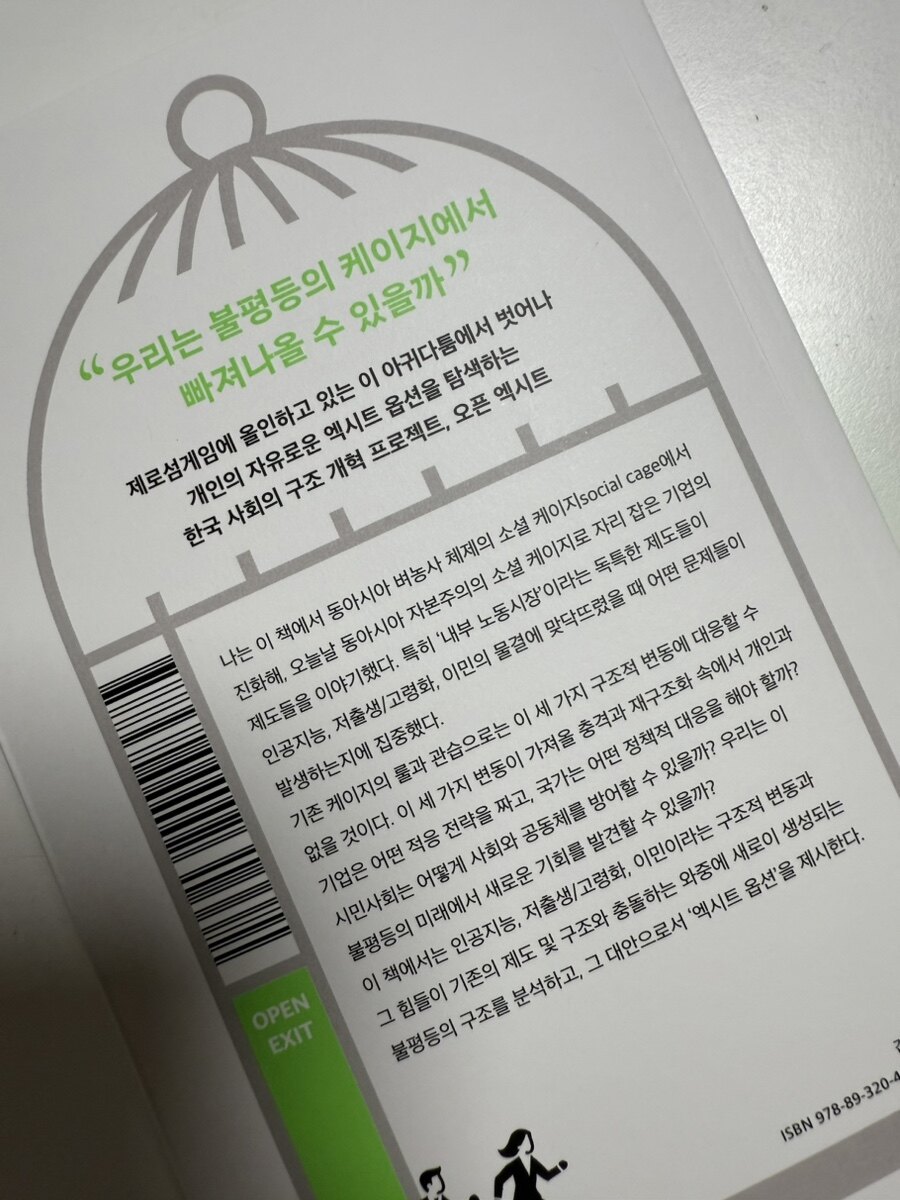 “우리는 불평등의 케이지에서
빠져나올 수 있을까”
제로섬게임에 올인하고 있는 이 아귀다툼에서 벗어나
개인의 자유로운 엑시트 옵션을 탐색하는
한국 사회의 구조 개혁 프로젝트, 오픈 엑시트
나는 이 책에서 동아시아 벼농사 체제의 소셜 케이지social cage에서
진화해, 오늘날 동아시아 자본주의의 소셜 케이지로 자리 잡은 기업의
제도들을 이야기했다. 특히 ‘내부 노동시장’이라는 독특한 제도들이
인공지능, 저출생/고령화, 이민의 물결에 맞닥뜨렸을 때 어떤 문제들이
발생하는지에 집중했다.
기존 케이지의 룰과 관습으로는 이 세 가지 구조적 변동에 대응할 수
없을 것이다. 이 세 가지 변동이 가져올 충격과 재구조화 속에서 개인과
기업은 어떤 적응 전략을 짜고, 국가는 어떤 정책적 대응을 해야 할까?
시민사회는 어떻게 사회와 공동체를 방어할 수 있을까? 우리는 이
불평등의 미래에서 새로운 기회를 발견할 수 있을까?
이 책에서는 인공지능, 저출생/고령화, 이민이라는 구조적 변동과
그 힘들이 기존의 제도 및 구조와 충돌하는 와중에 새로이 생성되는
불평등의 구조를 분석하고, 그 대안으로서 ‘엑시트 옵션’을 제시한다.
OPEN
EXIT
ISBN 978-89-320-4